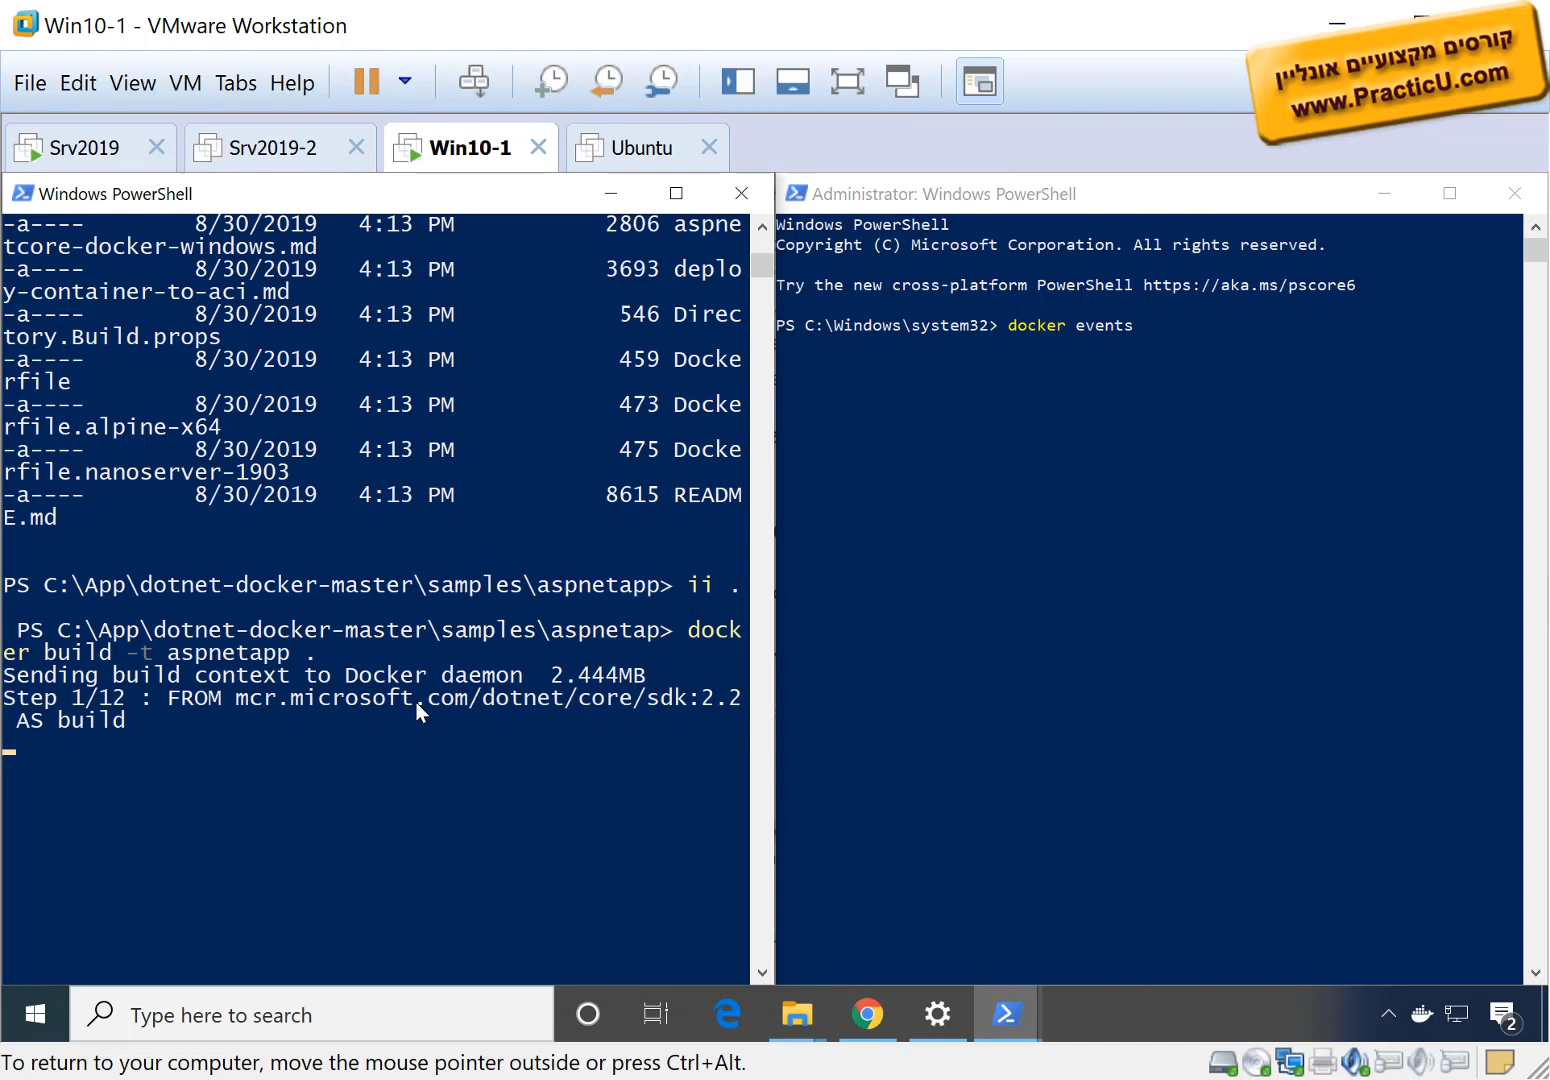 Win10-1 - VMware Workstation
קורסים מקצועיים אונליין
www.PracticU.com
File Edit View VM Tabs Help
Srv2019
Srv2019-2
Win10-1
Ubuntu
Windows PowerShell
-a----        8/30/2019   4:13 PM           2806 aspne
tcore-docker-windows.md
-a----        8/30/2019   4:13 PM           3693 deplo
y-container-to-aci.md
-a----        8/30/2019   4:13 PM            546 Direc
tory.Build.props
-a----        8/30/2019   4:13 PM            459 Docke
rfile
-a----        8/30/2019   4:13 PM            473 Docke
rfile.alpine-x64
-a----        8/30/2019   4:13 PM            475 Docke
rfile.nanoserver-1903
-a----        8/30/2019   4:13 PM           8615 READM
E.md
PS C:\App\dotnet-docker-master\samples\aspnetapp> ii .
PS C:\App\dotnet-docker-master\samples\aspnetap> dock
er build -t aspnetapp .
Sending build context to Docker daemon  2.444MB
Step 1/12 : FROM mcr.microsoft.com/dotnet/core/sdk:2.2
AS build
Administrator: Windows PowerShell
Windows PowerShell
Copyright (C) Microsoft Corporation. All rights reserved.
Try the new cross-platform PowerShell https://aka.ms/pscore6
PS C:\Windows\system32> docker events
Type here to search
2
To return to your computer, move the mouse pointer outside or press Ctrl+Alt.